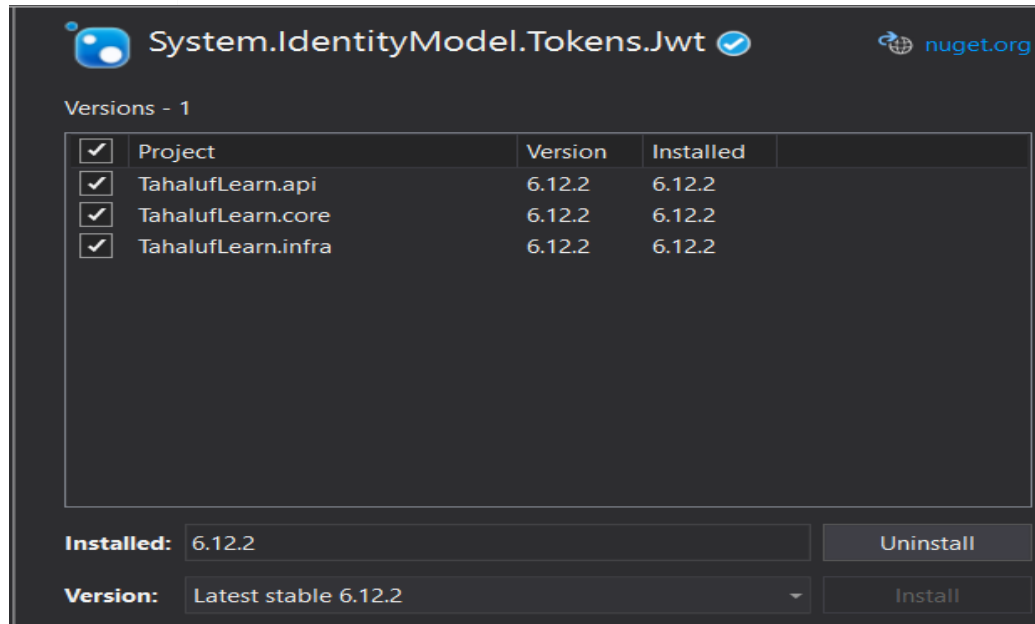 System.IdentityModel.Tokens.Jwt nuget.org
Versions - 1
Project Version Installed
TahalufLearn.api 6.12.2 6.12.2
TahalufLearn.core 6.12.2 6.12.2
TahalufLearn.infra 6.12.2 6.12.2
Installed: 6.12.2 Uninstall
Version: Latest stable 6.12.2 Install